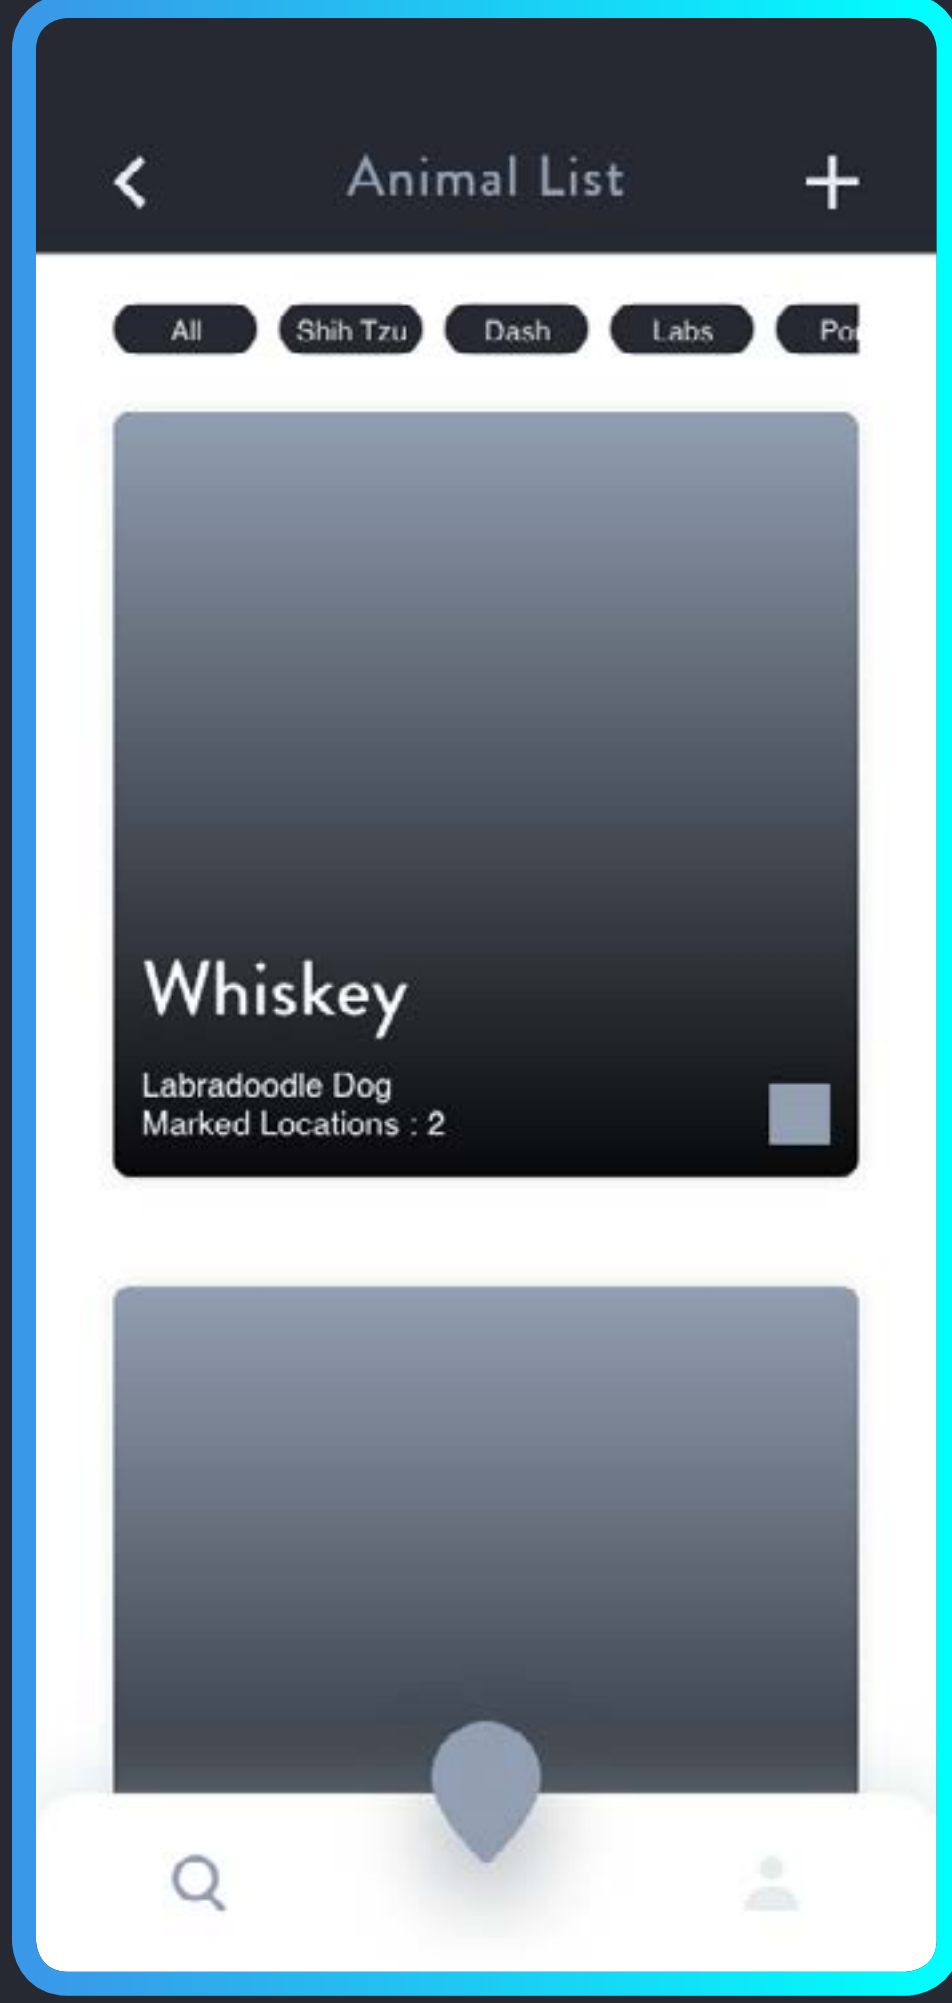 Animal List
All
Shih Tzu
Dash
Labs
Whiskey
Labradoodle Dog
Marked Locations : 2